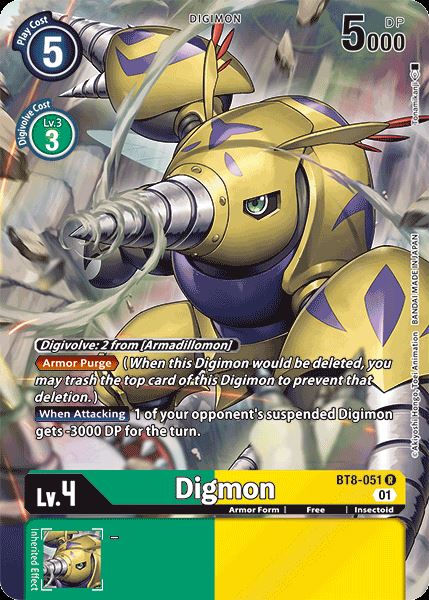 Play Cost
5
DIGIMON
DP
5000
Digivolve Cost
Lv.3
3
Tonamikanji
©Akiyoshi Hongo, Toei Animation BANDAI MADE IN JAPAN
Digivolve: 2 from [Armadillomon]
Armor Purge (When this Digimon would be deleted, you
may trash the top card of this Digimon to prevent that
deletion.)
When Attacking 1 of your opponent's suspended Digimon
gets -3000 DP for the turn.
Lv.4
Digmon
BT8-051 R
01
Armor Form | Free | Insectoid
Inherited Effect
-